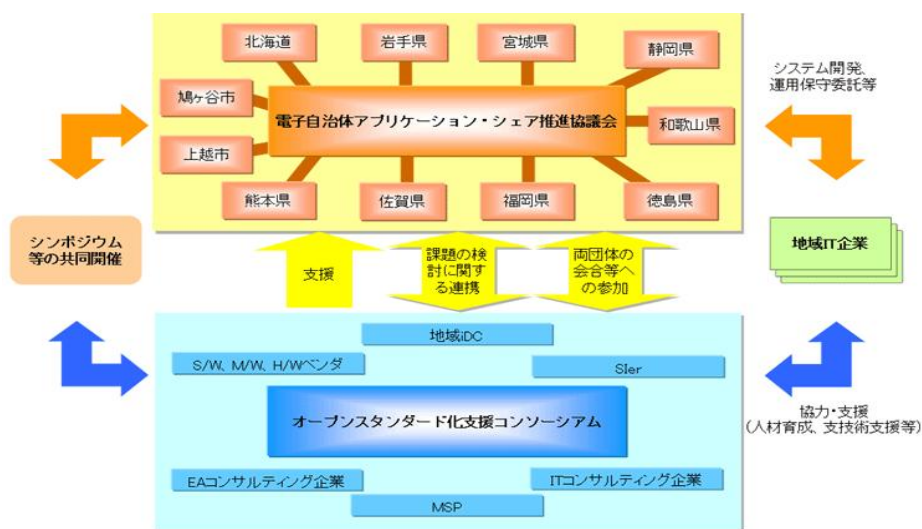 北海道
岩手県
宮城県
静岡県
鳩ヶ谷市
電子自治体アプリケーション・シェア推進協議会
和歌山県
上越市
熊本県
佐賀県
福岡県
徳島県
システム開発、
運用保守委託等
シンポジウム
等の共同開催
地域IT企業
支援
課題の検
討に関す
る連携
両団体の
会合等へ
の参加
地域iDC
S/W、M/W、H/Wベンダ
SIer
オープンスタンダード化支援コンソーシアム
EAコンサルティング企業
ITコンサルティング企業
MSP
協力・支援
(人材育成、支技術支援等)